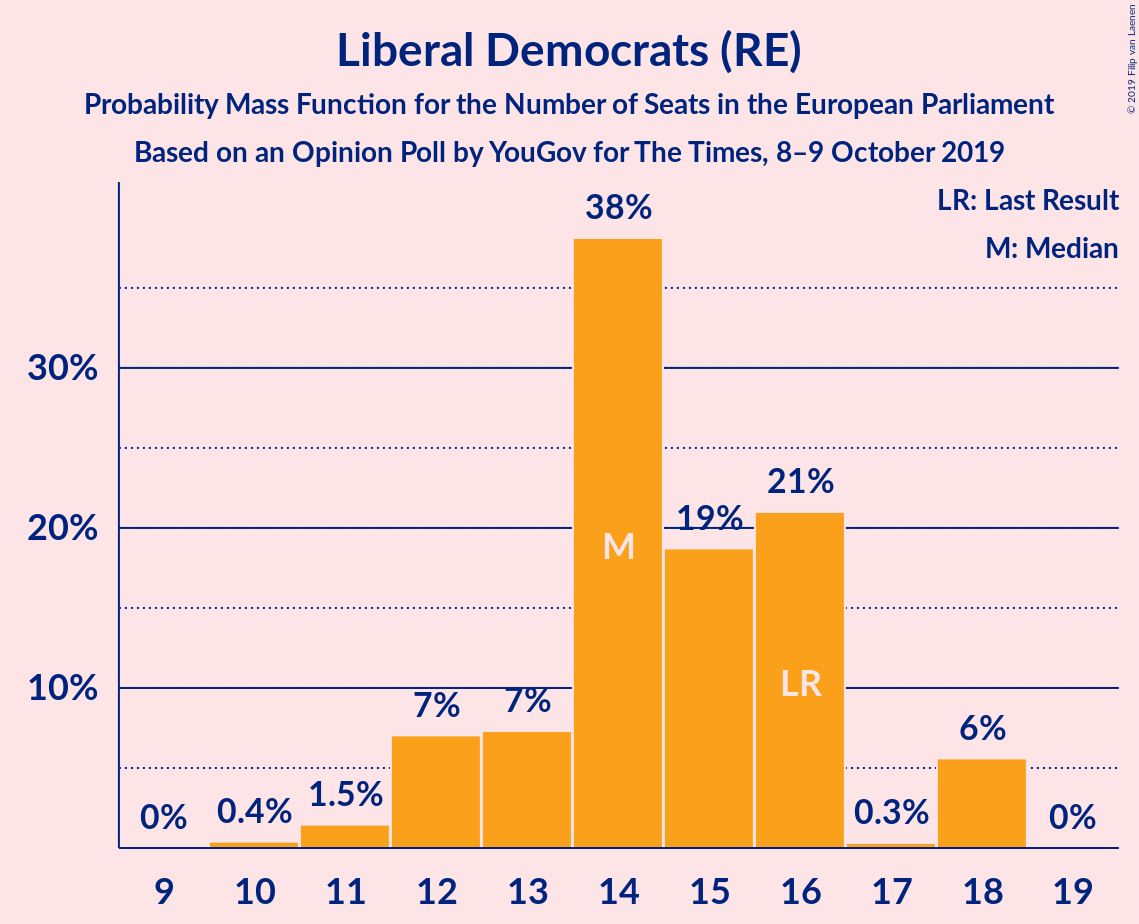 Liberal Democrats (RE)
Probability Mass Function for the Number of Seats in the European Parliament
Based on an Opinion Poll by YouGov for The Times, 8–9 October 2019
© 2019 Filip van Laenen
LR: Last Result
M: Median
38%
30%
21%
20%
19%
M
10%
LR
7%
7%
6%
0%
0.4%
1.5%
0.3%
0%
9 10 11 12 13 14 15 16 17 18 19